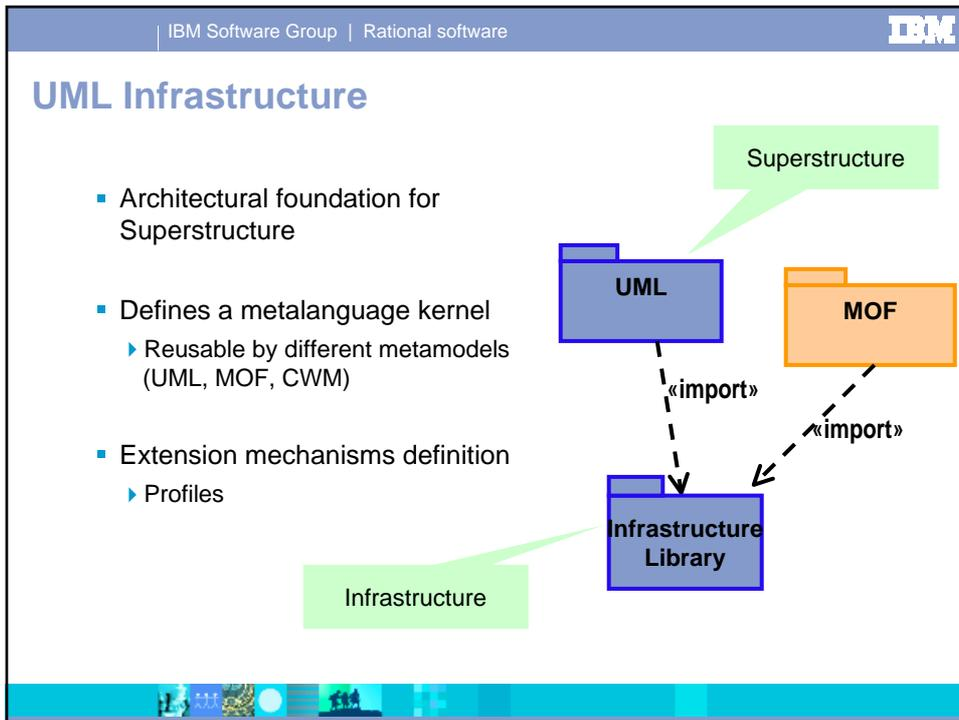 IBM Software Group | Rational software
IBM
UML Infrastructure
Architectural foundation for
Superstructure
Defines a metalanguage kernel
Reusable by different metamodels
(UML, MOF, CWM)
Extension mechanisms definition
Profiles
Superstructure
UML
MOF
«import»
«import»
Infrastructure
Library
Infrastructure